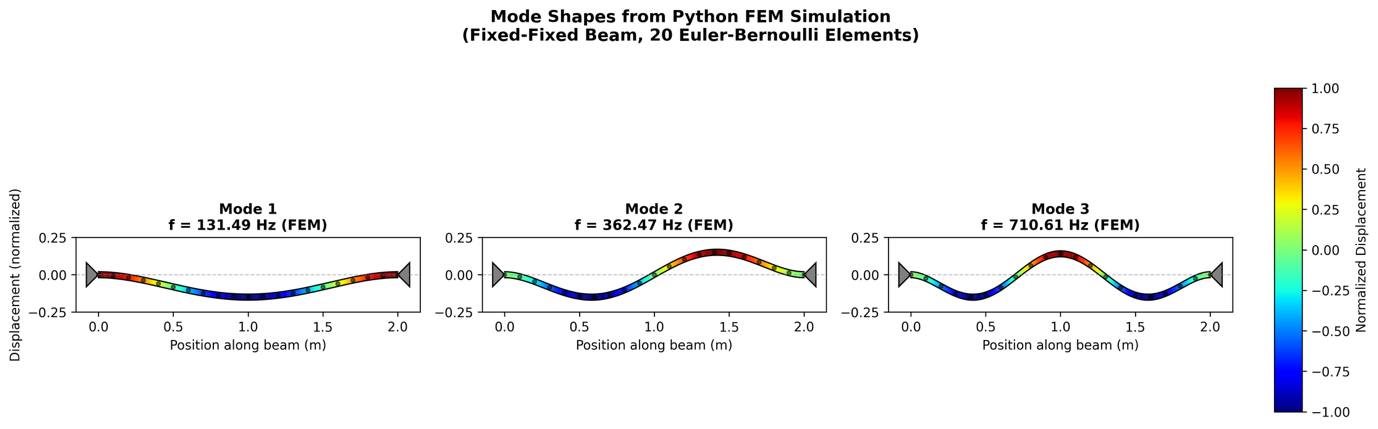 Mode Shapes from Python FEM Simulation
(Fixed-Fixed Beam, 20 Euler-Bernoulli Elements)
Displacement (normalized)
Mode 1
f = 131.49 Hz (FEM)
0.25
0.00
−0.25
0.0 0.5 1.0 1.5 2.0
Position along beam (m)
Mode 2
f = 362.47 Hz (FEM)
0.25
0.00
−0.25
0.0 0.5 1.0 1.5 2.0
Position along beam (m)
Mode 3
f = 710.61 Hz (FEM)
0.25
0.00
−0.25
0.0 0.5 1.0 1.5 2.0
Position along beam (m)
1.00
0.75
0.50
0.25
0.00
−0.25
−0.50
−0.75
−1.00
Normalized Displacement